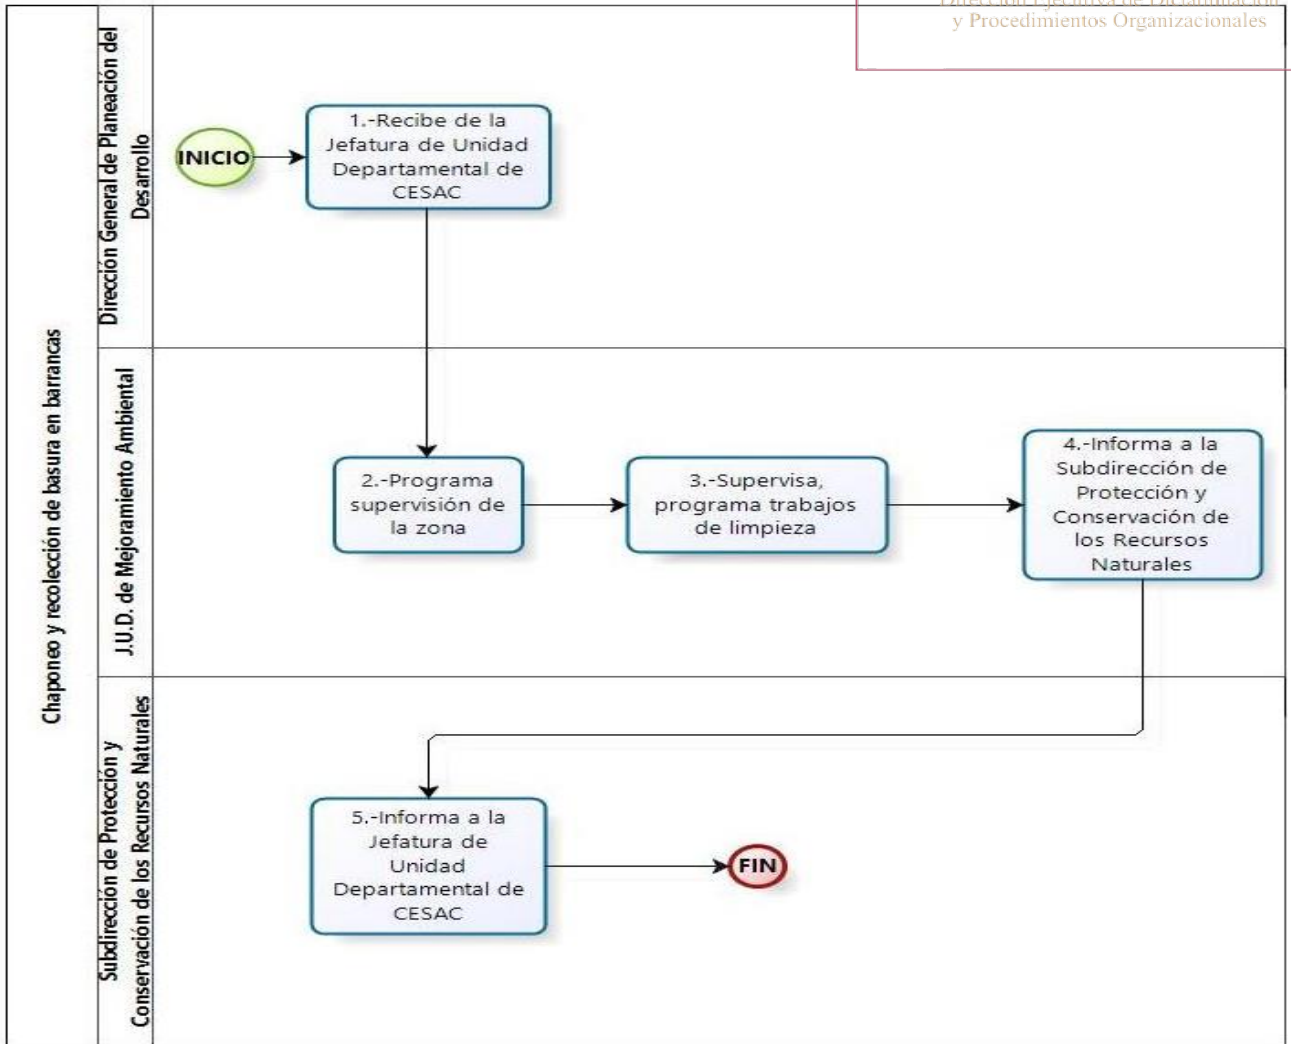 y Procedimientos Organizacionales
Chaponeo y recolección de basura en barrancas
Dirección General de Planeación del
Desarrollo
INICIO
1.-Recibe de la
Jefatura de Unidad
Departamental de
CESAC
J.U.D. de Mejoramiento Ambiental
2.-Programa
supervisión de
la zona
3.-Supervisa,
programa trabajos
de limpieza
4.-Informa a la
Subdirección de
Protección y
Conservación de
los Recursos
Naturales
Subdirección de Protección y
Conservación de los Recursos Naturales
5.-Informa a la
Jefatura de
Unidad
Departamental de
CESAC
FIN